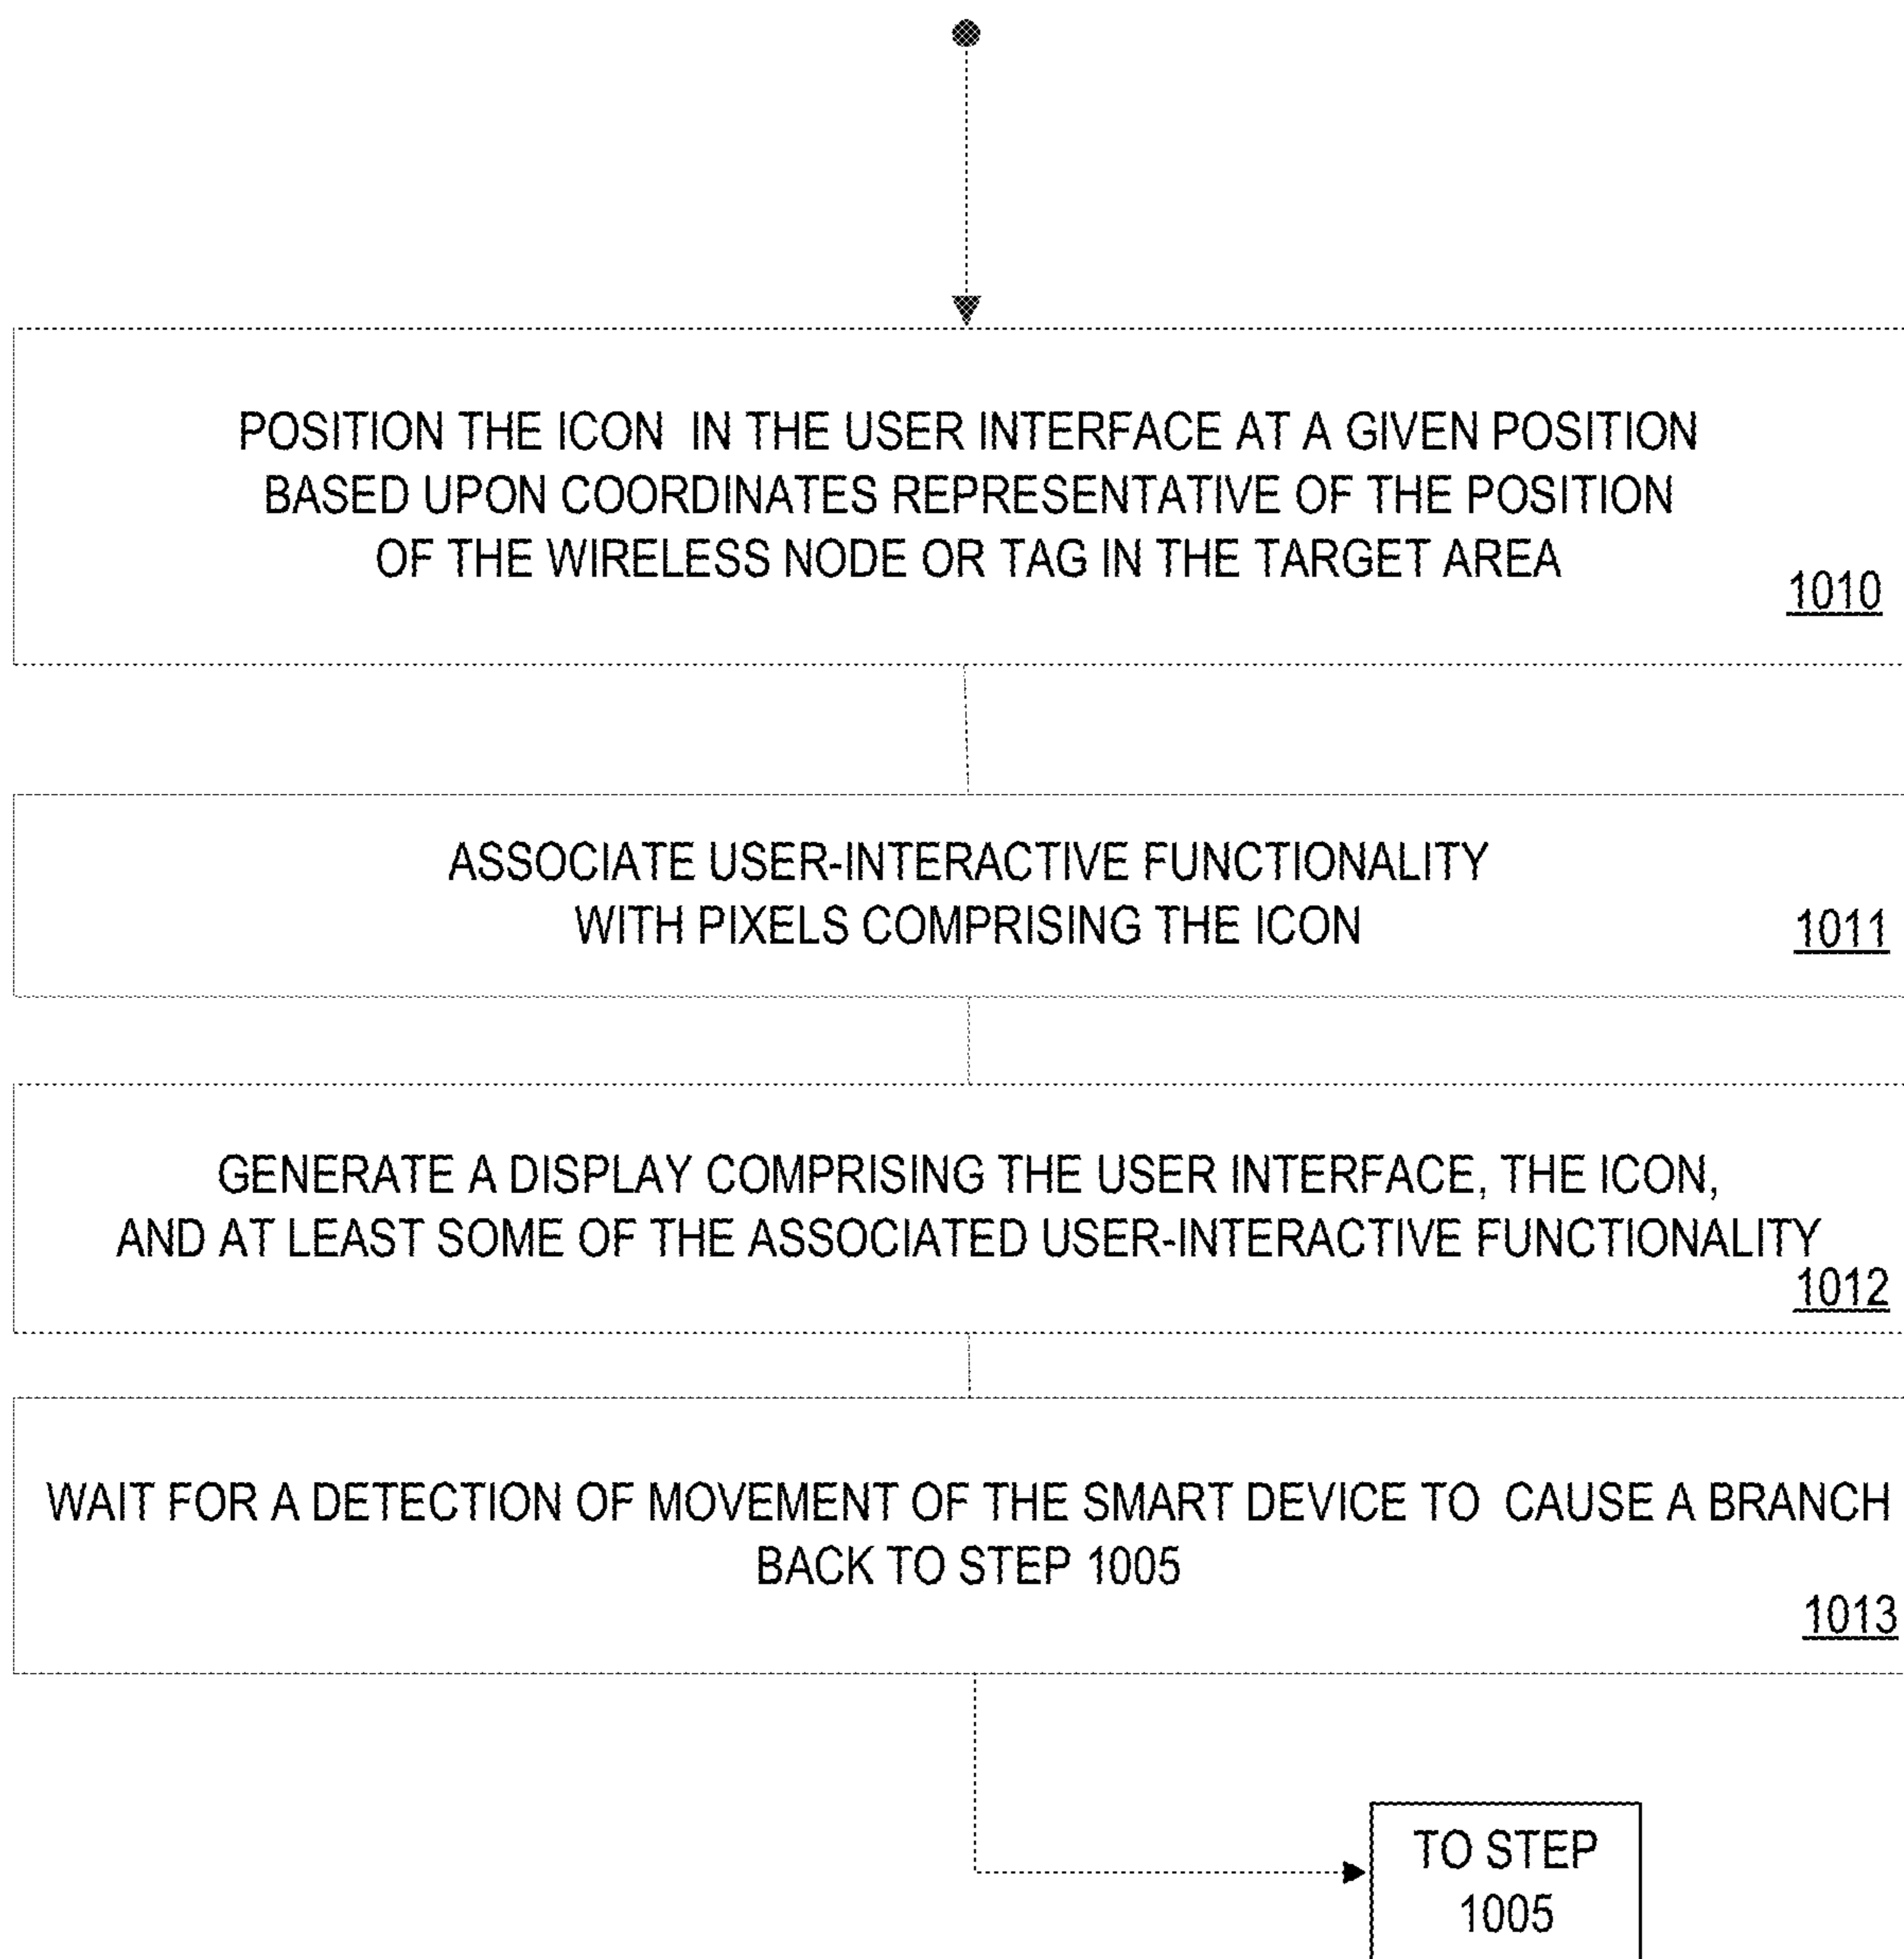 POSITION THE ICON IN THE USER INTERFACE AT A GIVEN POSITION
BASED UPON COORDINATES REPRESENTATIVE OF THE POSITION
OF THE WIRELESS NODE OR TAG IN THE TARGET AREA
1010
ASSOCIATE USER-INTERACTIVE FUNCTIONALITY
WITH PIXELS COMPRISING THE ICON
1011
GENERATE A DISPLAY COMPRISING THE USER INTERFACE, THE ICON,
AND AT LEAST SOME OF THE ASSOCIATED USER-INTERACTIVE FUNCTIONALITY
1012
WAIT FOR A DETECTION OF MOVEMENT OF THE SMART DEVICE TO CAUSE A BRANCH
BACK TO STEP 1005
1013
TO STEP
1005